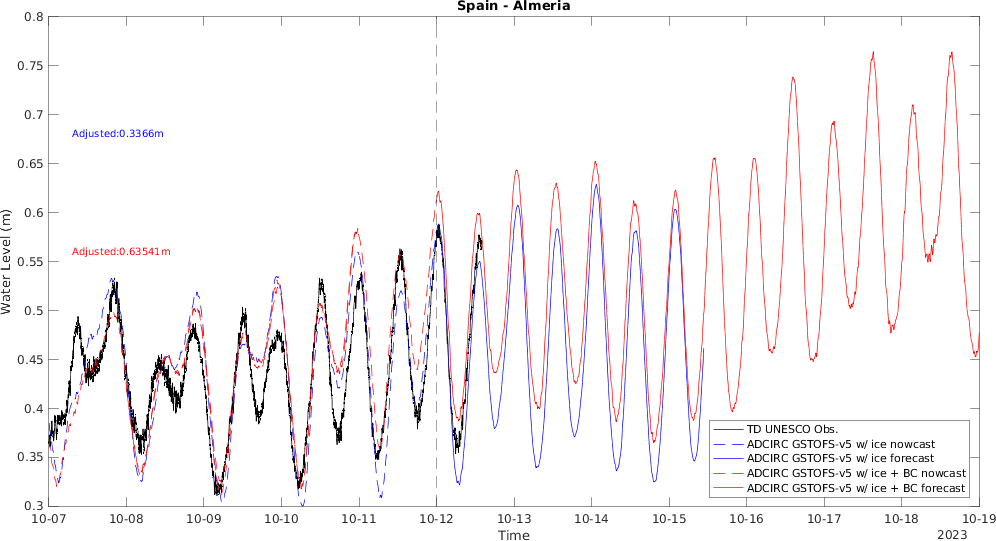 Spain - Almeria
0.8
0.75
0.7
0.65
0.6
0.55
0.5
0.45
0.4
0.35
0.3
Water Level (m)
Adjusted:0.3366m
Adjusted:0.63541m
TD UNESCO Obs.
ADCIRC GSTOFS-v5 w/ ice nowcast
ADCIRC GSTOFS-v5 w/ ice forecast
ADCIRC GSTOFS-v5 w/ ice + BC nowcast
ADCIRC GSTOFS-v5 w/ ice + BC forecast
10-07 10-08 10-09 10-10 10-11 10-12 10-13 10-14 10-15 10-16 10-17 10-18 10-19
Time
2023